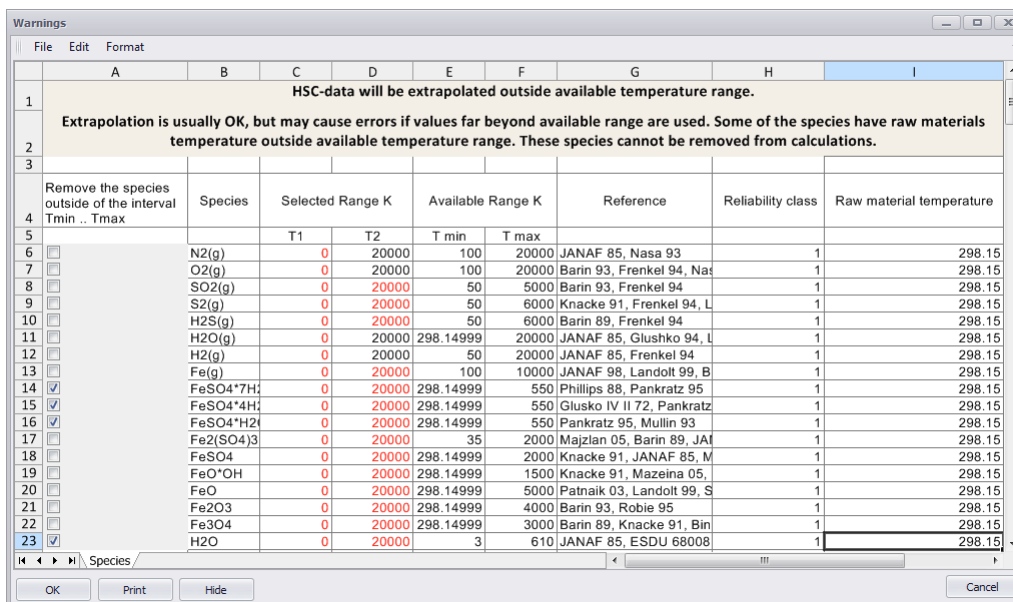 Warnings
File Edit Format
A B C D E F G H I
1 HSC-data will be extrapolated outside available temperature range.
Extrapolation is usually OK, but may cause errors if values far beyond available range are used. Some of the species have raw materials
2 temperature outside available temperature range. These species cannot be removed from calculations.
3
Remove the species
outside of the interval Species Selected Range K Available Range K Reference Reliability class Raw material temperature
4 Tmin .. Tmax
5 T1 T2 T min T max
6 N2(g) 0 20000 100 20000 JANAF 85, Nasa 93 1 298.15
7 O2(g) 0 20000 100 20000 Barin 93, Frenkel 94, Nas 1 298.15
8 SO2(g) 0 20000 50 5000 Barin 93, Frenkel 94 1 298.15
9 S2(g) 0 20000 50 6000 Knacke 91, Frenkel 94, L 1 298.15
10 H2S(g) 0 20000 50 6000 Barin 89, Frenkel 94 1 298.15
11 H2O(g) 0 20000 298.14999 20000 JANAF 85, Glushko 94, L 1 298.15
12 H2(g) 0 20000 50 20000 JANAF 85, Frenkel 94 1 298.15
13 Fe(g) 0 20000 100 10000 JANAF 98, Landolt 99, B 1 298.15
14 FeSO4*7H2 0 20000 298.14999 550 Phillips 88, Pankratz 95 1 298.15
15 FeSO4*4H2 0 20000 298.14999 550 Glusko IV II 72, Pankratz 1 298.15
16 FeSO4*H2O 0 20000 298.14999 550 Pankratz 95, Mullin 93 1 298.15
17 Fe2(SO4)3 0 20000 35 2000 Majzlan 05, Barin 89, JAN 1 298.15
18 FeSO4 0 20000 298.14999 2000 Knacke 91, JANAF 85, M 1 298.15
19 FeO*OH 0 20000 298.14999 1500 Knacke 91, Mazeina 05, 1 298.15
20 FeO 0 20000 298.14999 5000 Patnaik 03, Landolt 99, S 1 298.15
21 Fe2O3 0 20000 298.14999 4000 Barin 93, Robie 95 1 298.15
22 Fe3O4 0 20000 298.14999 3000 Barin 89, Knacke 91, Bin 1 298.15
23 H2O 0 20000 3 610 JANAF 85, ESDU 68008 1 298.15
Species
OK Print Hide Cancel